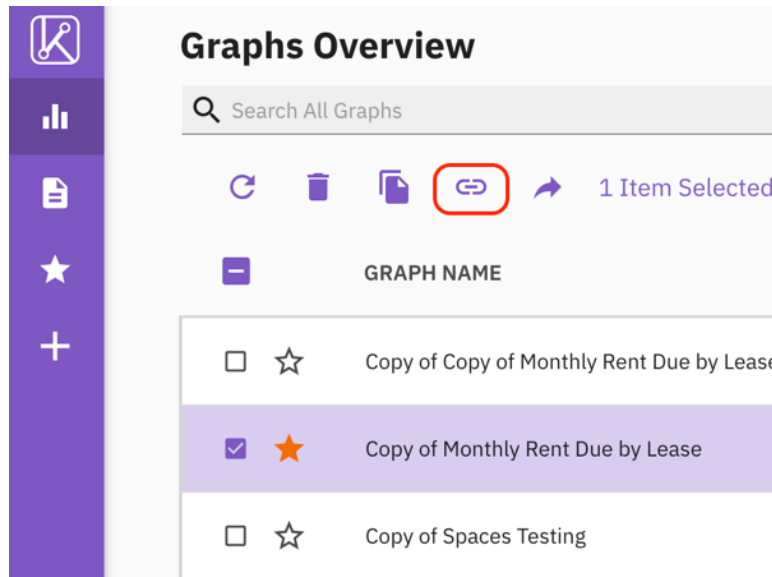 Graphs Overview
Search All Graphs
1 Item Selected
GRAPH NAME
Copy of Copy of Monthly Rent Due by Lease
Copy of Monthly Rent Due by Lease
Copy of Spaces Testing